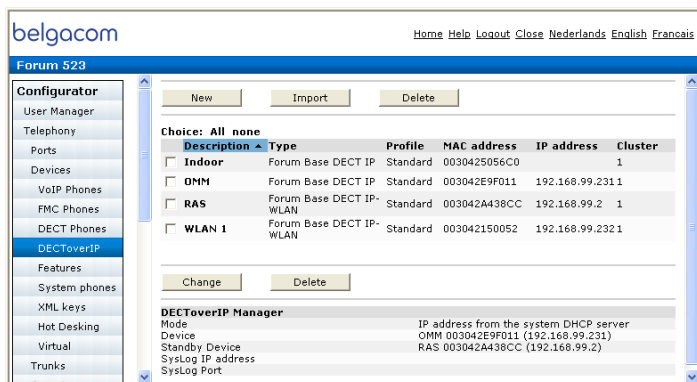 belgacom
Home Help Logout Close Nederlands English Francais
Forum 523
Configurator
User Manager
Telephony
Ports
Devices
VoIP Phones
FMC Phones
DECT Phones
DECToverIP
Features
System phones
XML keys
Hot Desking
Virtual
Trunks
New Import Delete
Choice: All none
Description Type Profile MAC address IP address Cluster
Indoor Forum Base DECT IP Standard 0030425056C0 1
OMM Forum Base DECT IP Standard 003042E9F011 192.168.99.231 1
RAS Forum Base DECT IP-WLAN Standard 003042A438CC 192.168.99.2 1
WLAN 1 Forum Base DECT IP-WLAN Standard 003042150052 192.168.99.232 1
Change Delete
DECToverIP Manager
Mode IP address from the system DHCP server
Device OMM 003042E9F011 (192.168.99.231)
Standby Device RAS 003042A438CC (192.168.99.2)
SysLog IP address
SysLog Port